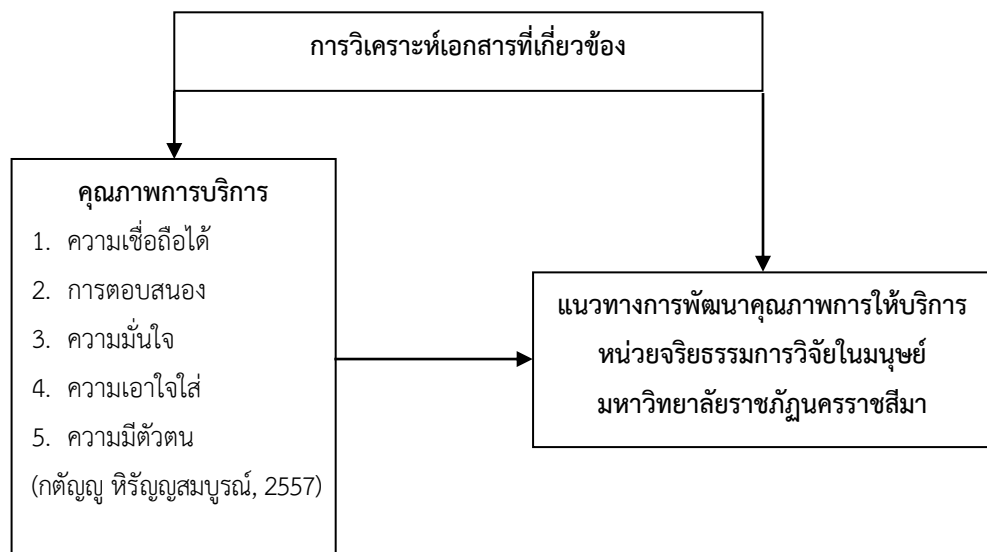 การวิเคราะห์เอกสารที่เกี่ยวข้อง
คุณภาพการบริการ
1. ความเชื่อถือได้
2. การตอบสนอง
3. ความมั่นใจ
4. ความเอาใจใส่
5. ความมีตัวตน
(กตัญญู หิรัญญสมบูรณ์, 2557)
แนวทางการพัฒนาคุณภาพการให้บริการ
หน่วยจริยธรรมการวิจัยในมนุษย์
มหาวิทยาลัยราชภัฏนครราชสีมา